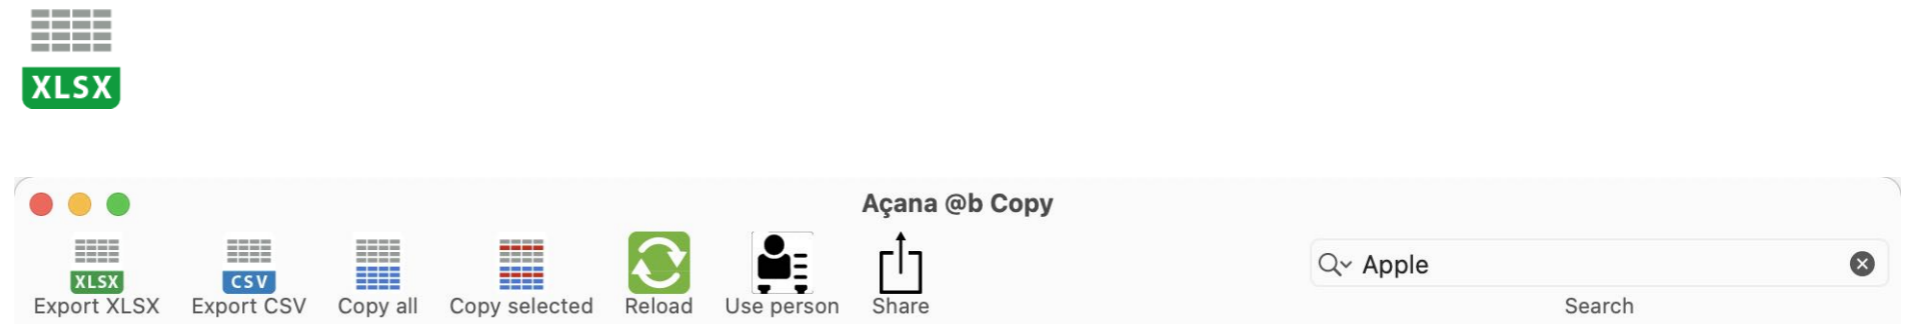 XLSX
Açana @b Copy
XLSX
CSV
Apple
Export XLSX
Export CSV
Copy all
Copy selected
Reload
Use person
Share
Search